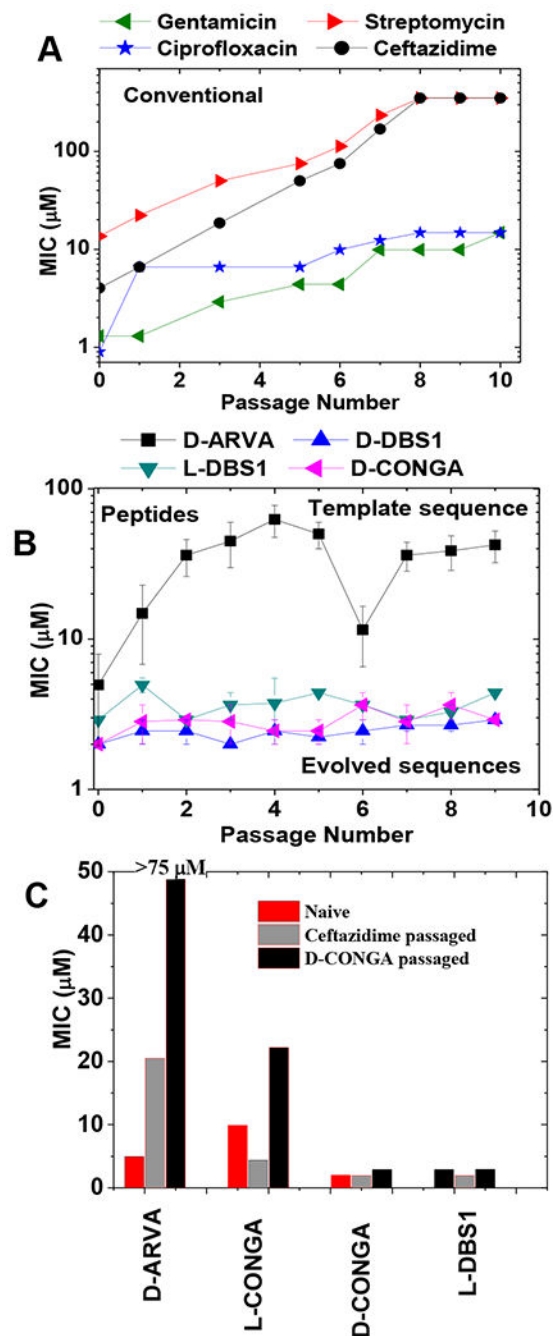 Gentamicin Streptomycin
Ciprofloxacin Ceftazidime
A
Conventional
100
10
1
MIC (μM)
0 2 4 6 8 10
Passage Number
D-ARVA D-DBS1
L-DBS1 D-CONGA
B
100
Peptides Template sequence
10
1
MIC (μM)
Evolved sequences
0 2 4 6 8 10
Passage Number
C
>75 μM
50
40
30
20
10
0
MIC (μM)
Naive
Ceftazidime passaged
D-CONGA passaged
D-ARVA
L-CONGA
D-CONGA
L-DBS1